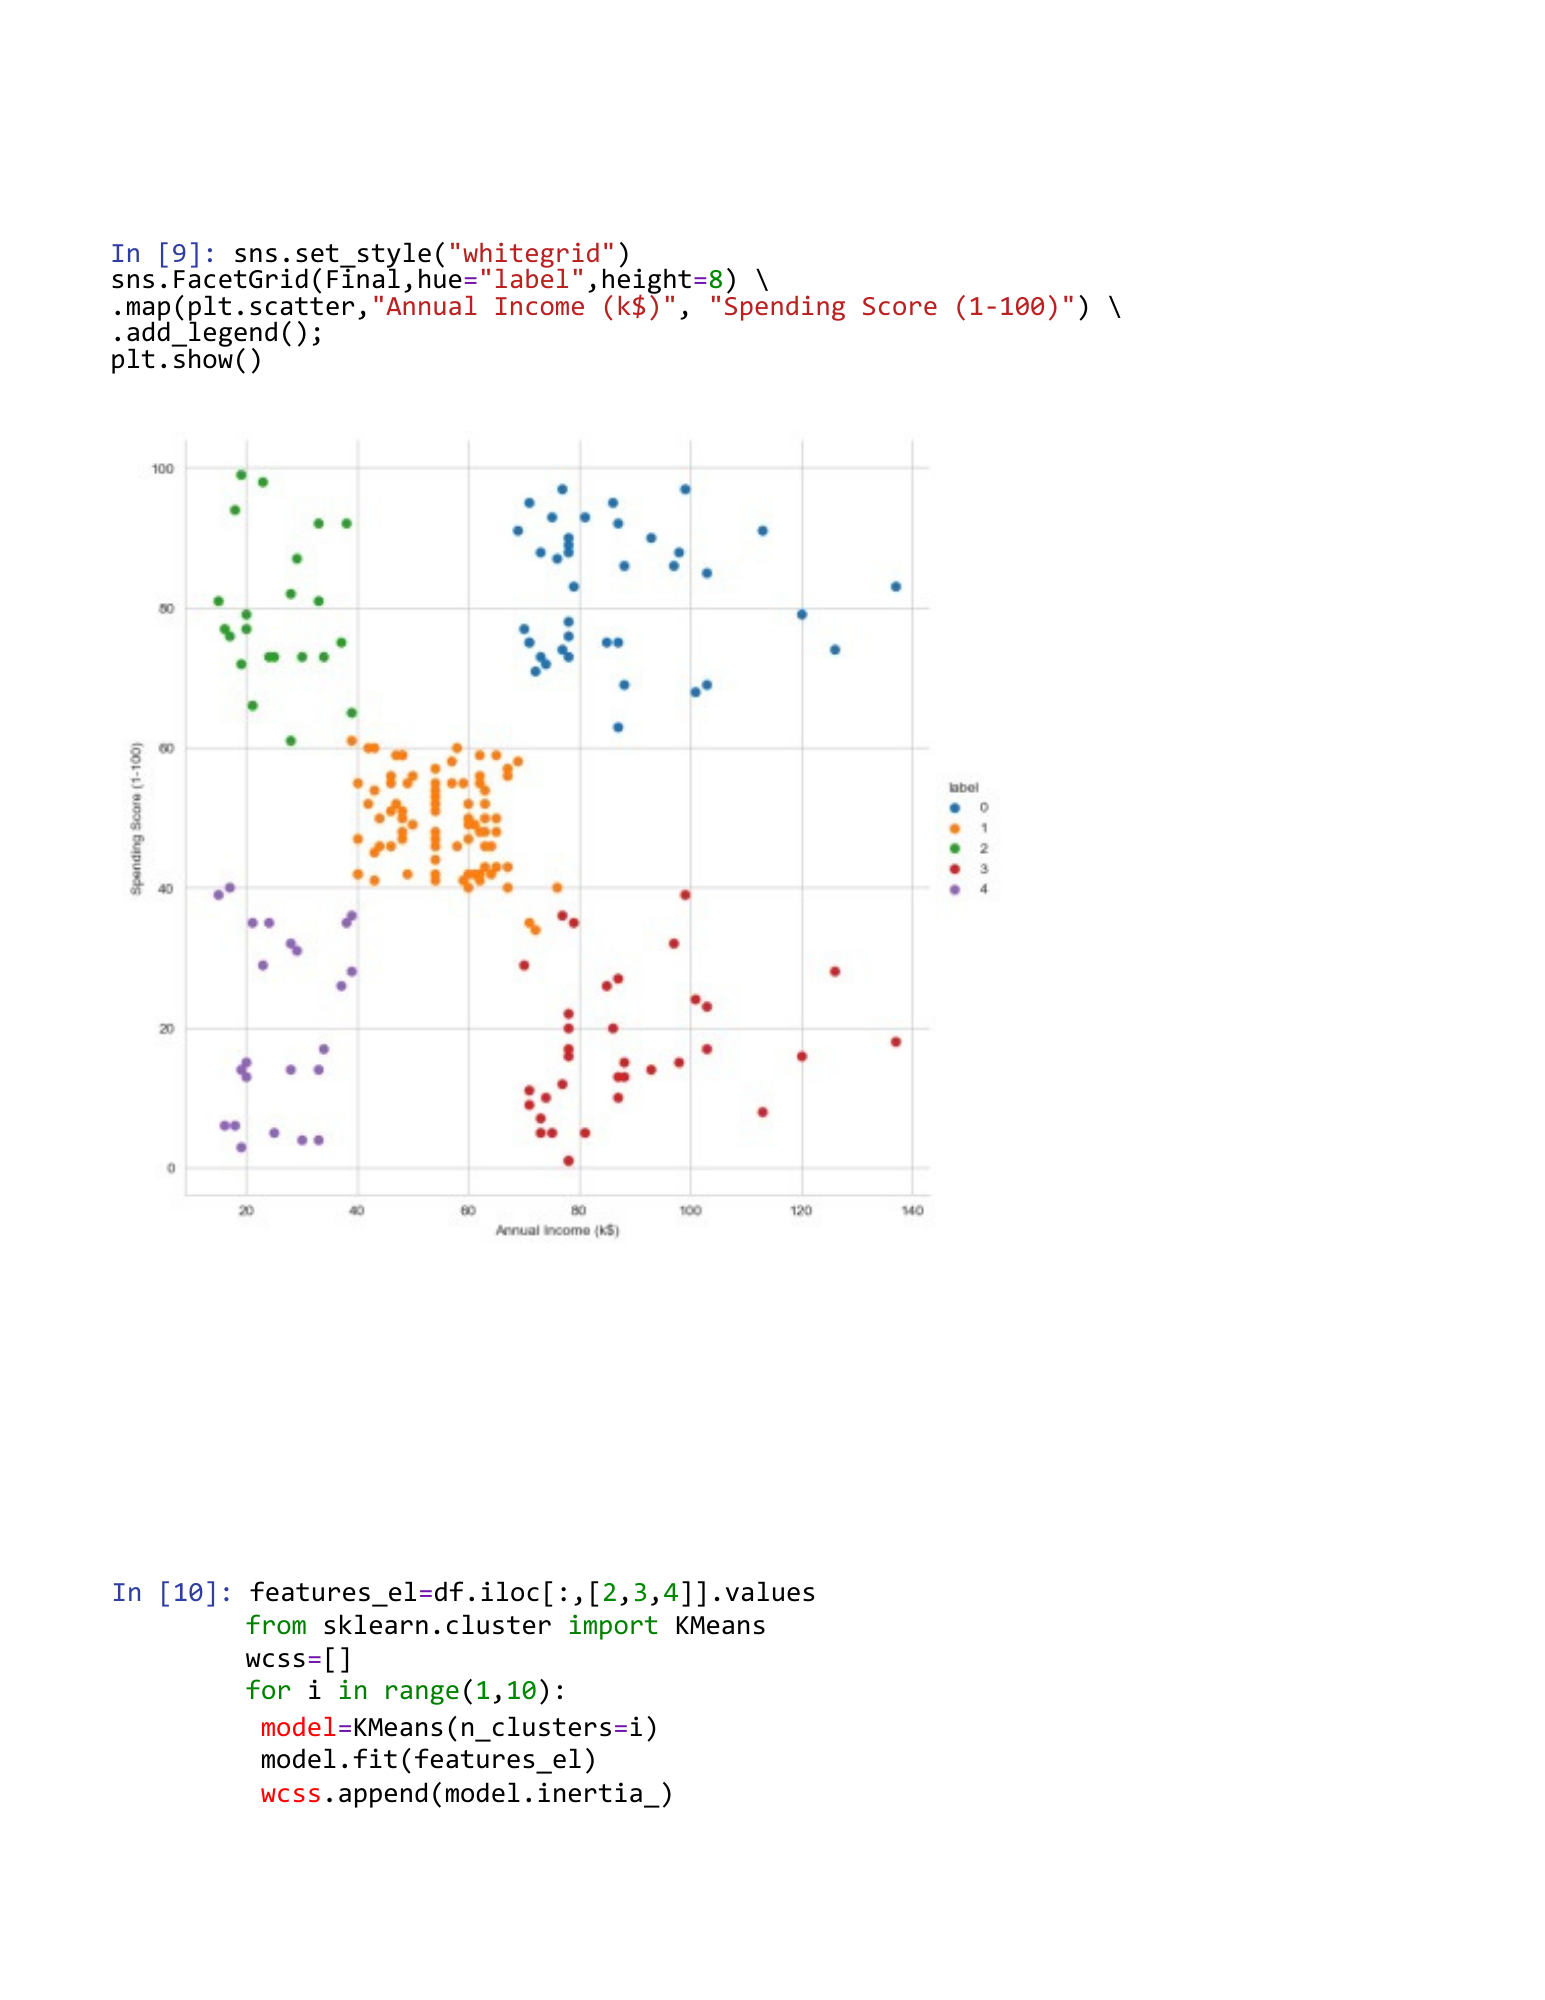 In [9]: sns.set_style("whitegrid")
sns.FacetGrid(Final,hue="label",height=8) \
.map(plt.scatter,"Annual Income (k$)", "Spending Score (1-100)") \
.add_legend();
plt.show()
100
80
60
40
20
0
Spending Score (1-100)
20 40 60 80 100 120 140
Annual Income (k$)
label
0
1
2
3
4
In [10]: features_el=df.iloc[:,[2,3,4]].values
from sklearn.cluster import KMeans
wcss=[]
for i in range(1,10):
model=KMeans(n_clusters=i)
model.fit(features_el)
wcss.append(model.inertia_)